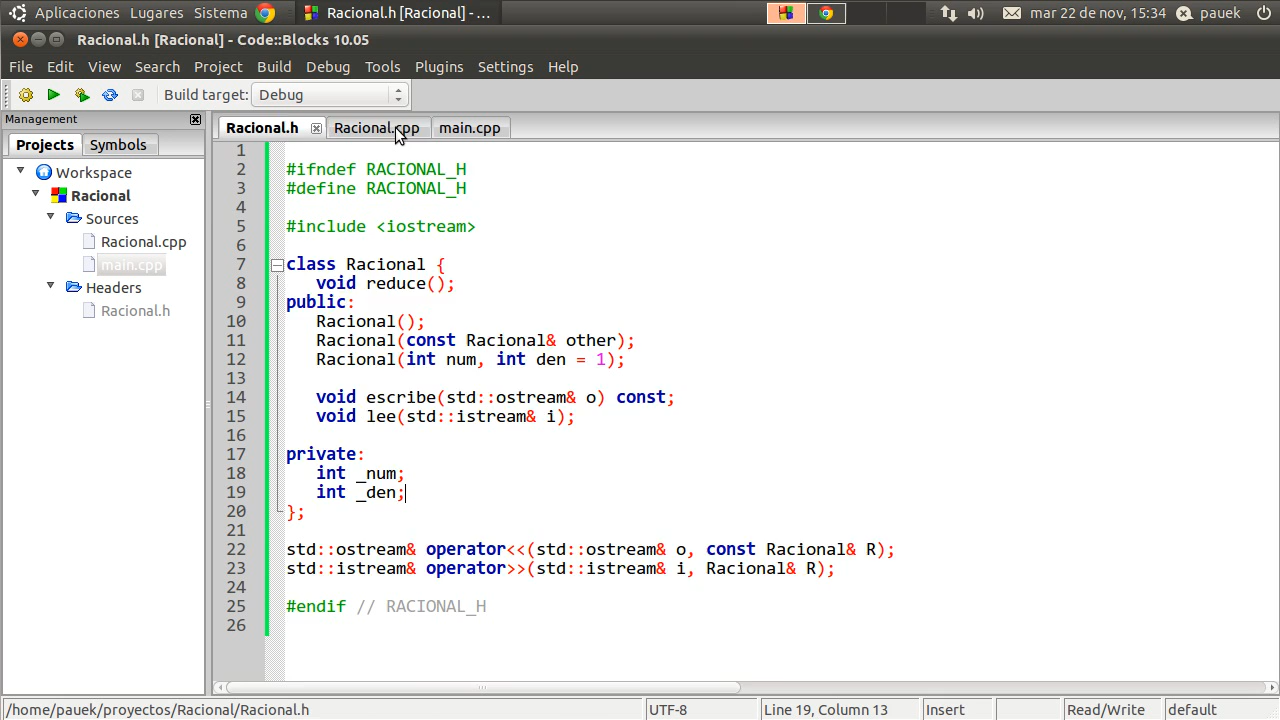 Aplicaciones Lugares Sistema Racional.h [Racional] - ... mar 22 de nov, 15:34 pauek
Racional.h [Racional] - Code::Blocks 10.05
File Edit View Search Project Build Debug Tools Plugins Settings Help
Build target: Debug
Management
Projects Symbols
Workspace
Racional
Sources
Racional.cpp
main.cpp
Headers
Racional.h
Racional.h Racional.cpp main.cpp
1
2 #ifndef RACIONAL_H
3 #define RACIONAL_H
4
5 #include <iostream>
6
7 class Racional {
8 void reduce();
9 public:
10 Racional();
11 Racional(const Racional& other);
12 Racional(int num, int den = 1);
13
14 void escribe(std::ostream& o) const;
15 void lee(std::istream& i);
16
17 private:
18 int _num;
19 int _den;
20 };
21
22 std::ostream& operator<<(std::ostream& o, const Racional& R);
23 std::istream& operator>>(std::istream& i, Racional& R);
24
25 #endif // RACIONAL_H
26
/home/pauek/proyectos/Racional/Racional.h UTF-8 Line 19, Column 13 Insert Read/Write default